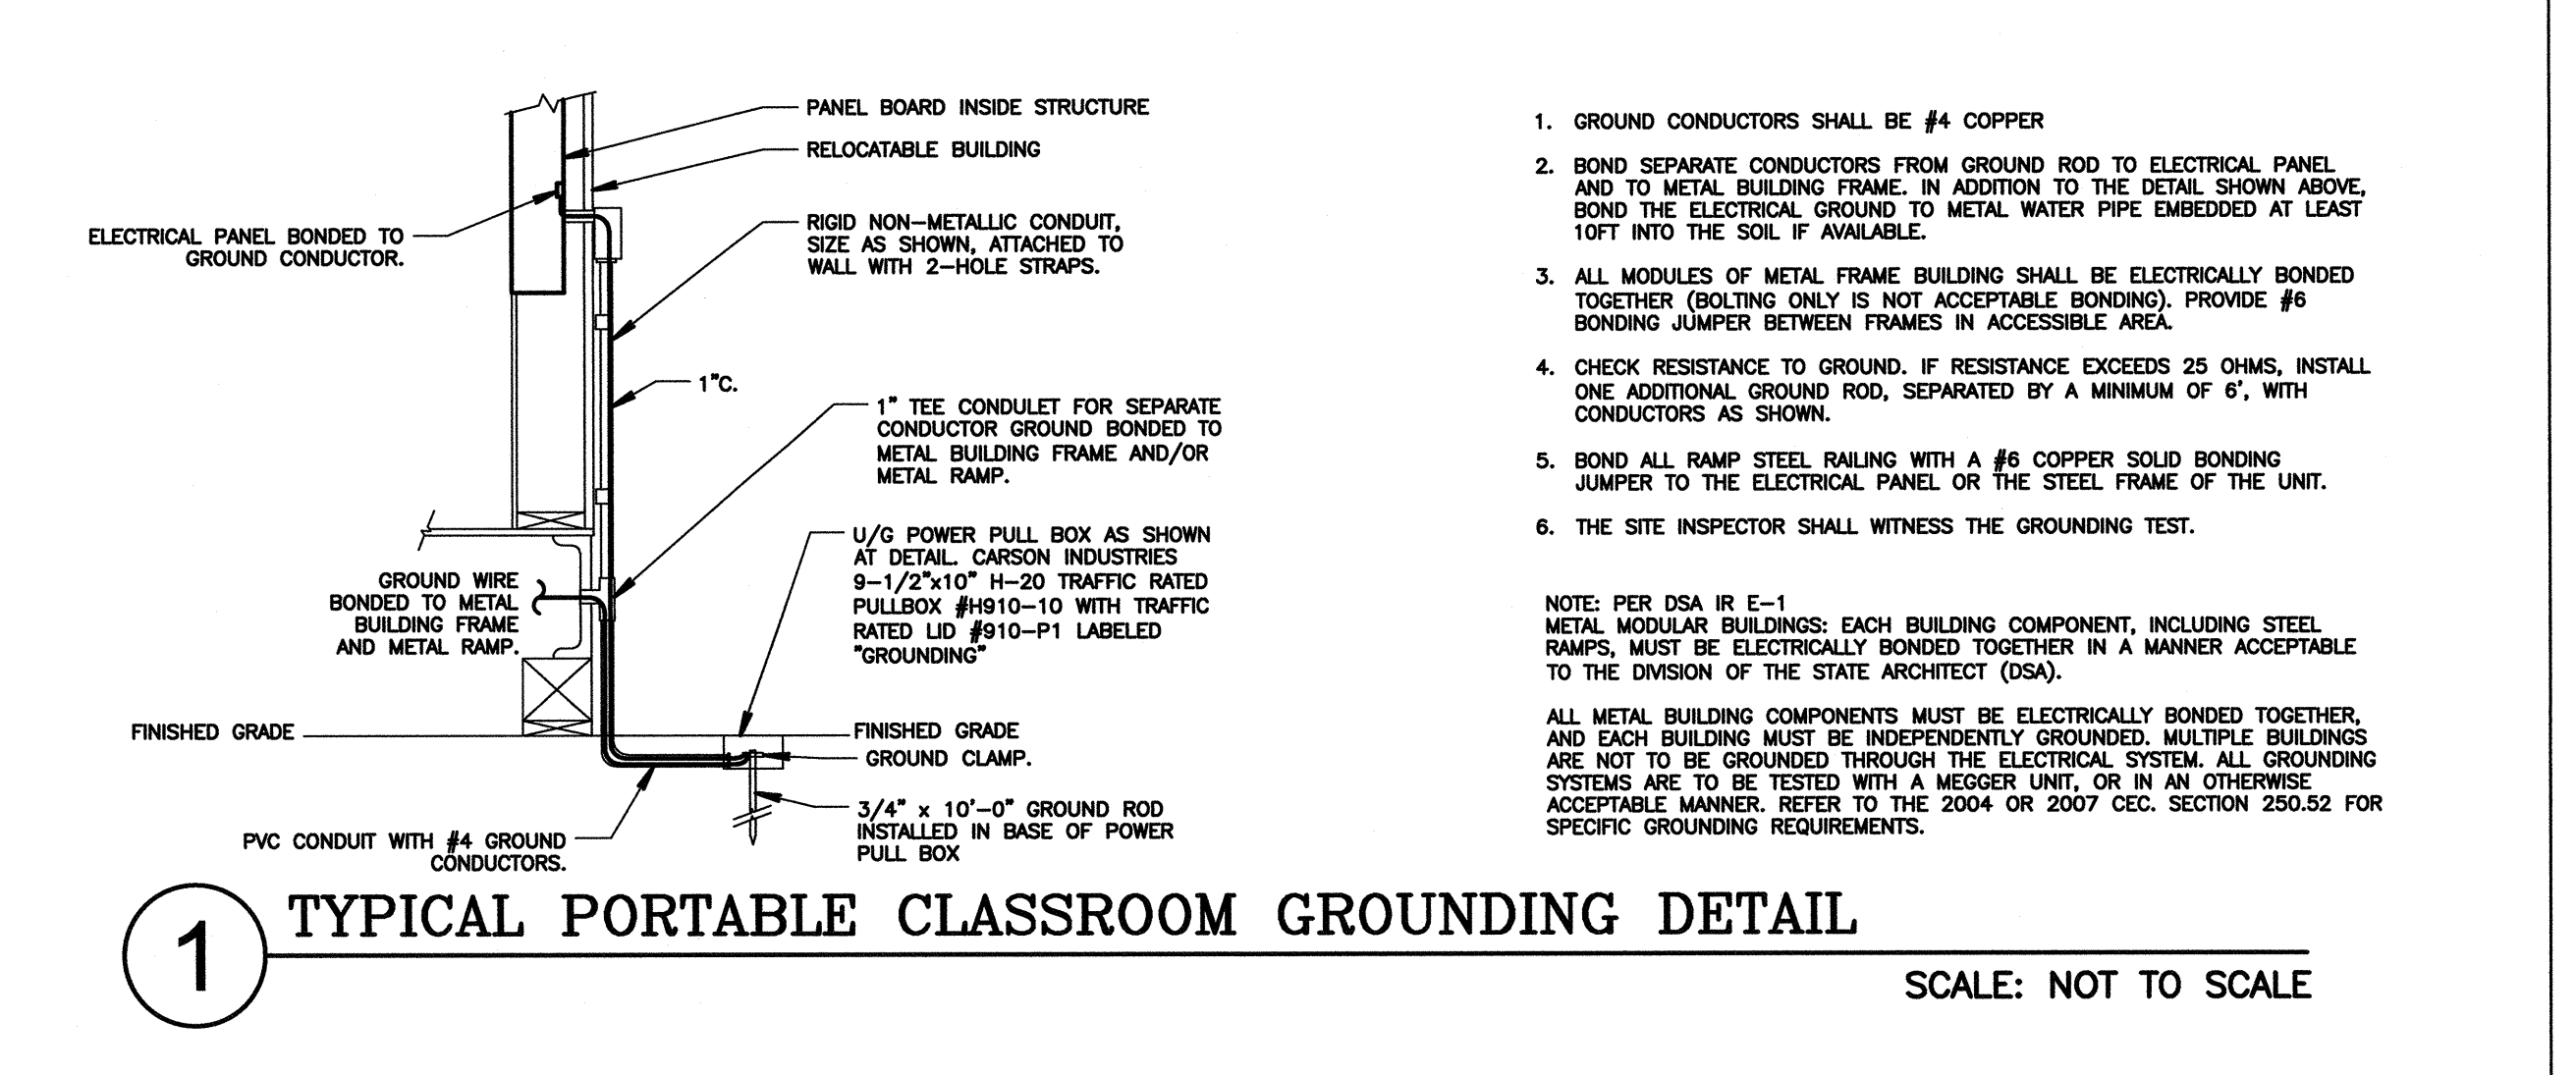 PANEL BOARD INSIDE STRUCTURE
RELOCATABLE BUILDING
ELECTRICAL PANEL BONDED TO
GROUND CONDUCTOR.
RIGID NON-METALLIC CONDUIT,
SIZE AS SHOWN, ATTACHED TO
WALL WITH 2-HOLE STRAPS.
1"C.
1" TEE CONDULET FOR SEPARATE
CONDUCTOR GROUND BONDED TO
METAL BUILDING FRAME AND/OR
METAL RAMP.
U/G POWER PULL BOX AS SHOWN
AT DETAIL. CARSON INDUSTRIES
9-1/2"x10" H-20 TRAFFIC RATED
PULLBOX #H910-10 WITH TRAFFIC
RATED LID #910-P1 LABELED
"GROUNDING"
GROUND WIRE
BONDED TO METAL
BUILDING FRAME
AND METAL RAMP.
FINISHED GRADE
FINISHED GRADE
GROUND CLAMP.
3/4" x 10'-0" GROUND ROD
INSTALLED IN BASE OF POWER
PULL BOX
PVC CONDUIT WITH #4 GROUND
CONDUCTORS.
1. GROUND CONDUCTORS SHALL BE #4 COPPER
2. BOND SEPARATE CONDUCTORS FROM GROUND ROD TO ELECTRICAL PANEL
AND TO METAL BUILDING FRAME. IN ADDITION TO THE DETAIL SHOWN ABOVE,
BOND THE ELECTRICAL GROUND TO METAL WATER PIPE EMBEDDED AT LEAST
10FT INTO THE SOIL IF AVAILABLE.
3. ALL MODULES OF METAL FRAME BUILDING SHALL BE ELECTRICALLY BONDED
TOGETHER (BOLTING ONLY IS NOT ACCEPTABLE BONDING). PROVIDE #6
BONDING JUMPER BETWEEN FRAMES IN ACCESSIBLE AREA.
4. CHECK RESISTANCE TO GROUND. IF RESISTANCE EXCEEDS 25 OHMS, INSTALL
ONE ADDITIONAL GROUND ROD, SEPARATED BY A MINIMUM OF 6', WITH
CONDUCTORS AS SHOWN.
5. BOND ALL RAMP STEEL RAILING WITH A #6 COPPER SOLID BONDING
JUMPER TO THE ELECTRICAL PANEL OR THE STEEL FRAME OF THE UNIT.
6. THE SITE INSPECTOR SHALL WITNESS THE GROUNDING TEST.
NOTE: PER DSA IR E-1
METAL MODULAR BUILDINGS: EACH BUILDING COMPONENT, INCLUDING STEEL
RAMPS, MUST BE ELECTRICALLY BONDED TOGETHER IN A MANNER ACCEPTABLE
TO THE DIVISION OF THE STATE ARCHITECT (DSA).
ALL METAL BUILDING COMPONENTS MUST BE ELECTRICALLY BONDED TOGETHER,
AND EACH BUILDING MUST BE INDEPENDENTLY GROUNDED. MULTIPLE BUILDINGS
ARE NOT TO BE GROUNDED THROUGH THE ELECTRICAL SYSTEM. ALL GROUNDING
SYSTEMS ARE TO BE TESTED WITH A MEGGER UNIT, OR IN AN OTHERWISE
ACCEPTABLE MANNER. REFER TO THE 2004 OR 2007 CEC. SECTION 250.52 FOR
SPECIFIC GROUNDING REQUIREMENTS.
1 TYPICAL PORTABLE CLASSROOM GROUNDING DETAIL
SCALE: NOT TO SCALE